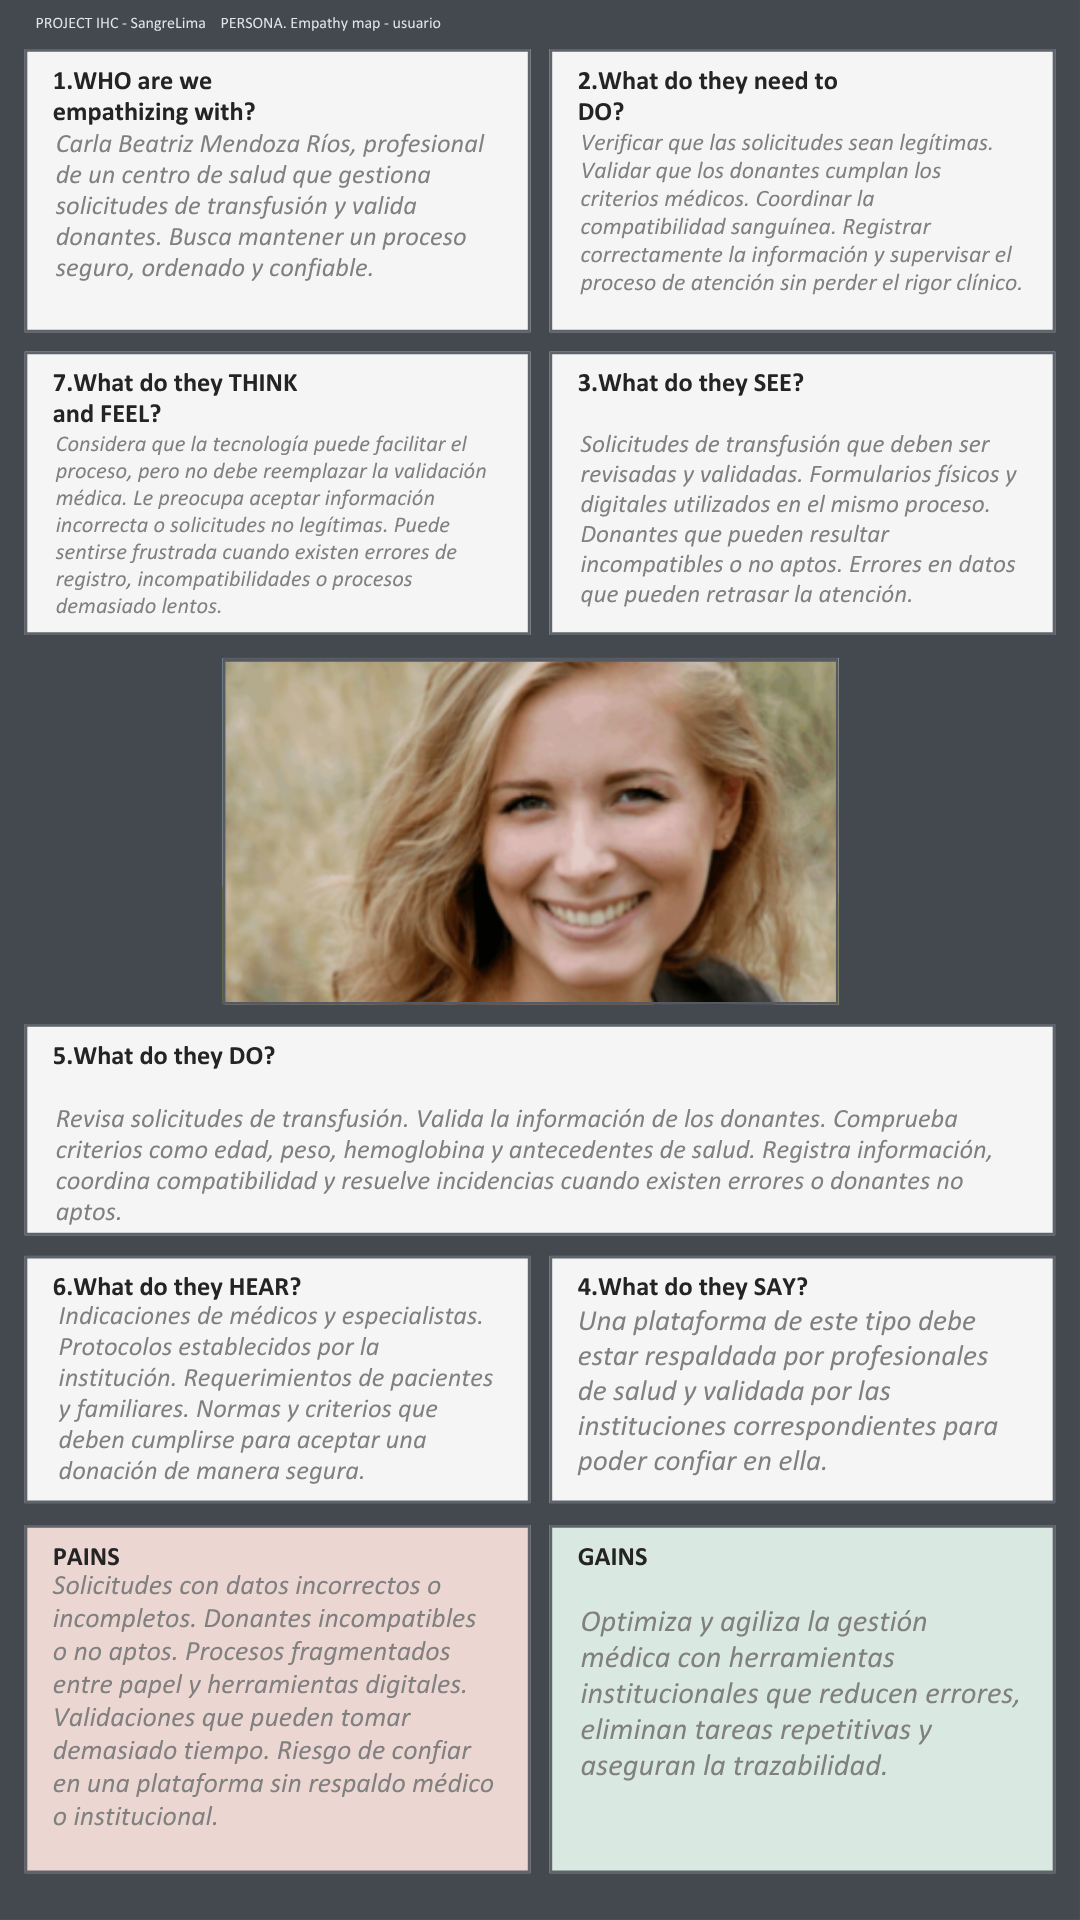 PROJECT IHC - SangreLima    PERSONA. Empathy map - usuario
1.WHO are we
empathizing with?
Carla Beatriz Mendoza Ríos, profesional
de un centro de salud que gestiona
solicitudes de transfusión y valida
donantes. Busca mantener un proceso
seguro, ordenado y confiable.
2.What do they need to
DO?
Verificar que las solicitudes sean legítimas.
Validar que los donantes cumplan los
criterios médicos. Coordinar la
compatibilidad sanguínea. Registrar
correctamente la información y supervisar el
proceso de atención sin perder el rigor clínico.
7.What do they THINK
and FEEL?
Considera que la tecnología puede facilitar el
proceso, pero no debe reemplazar la validación
médica. Le preocupa aceptar información
incorrecta o solicitudes no legítimas. Puede
sentirse frustrada cuando existen errores de
registro, incompatibilidades o procesos
demasiado lentos.
3.What do they SEE?
Solicitudes de transfusión que deben ser
revisadas y validadas. Formularios físicos y
digitales utilizados en el mismo proceso.
Donantes que pueden resultar
incompatibles o no aptos. Errores en datos
que pueden retrasar la atención.
5.What do they DO?
Revisa solicitudes de transfusión. Valida la información de los donantes. Comprueba
criterios como edad, peso, hemoglobina y antecedentes de salud. Registra información,
coordina compatibilidad y resuelve incidencias cuando existen errores o donantes no
aptos.
6.What do they HEAR?
Indicaciones de médicos y especialistas.
Protocolos establecidos por la
institución. Requerimientos de pacientes
y familiares. Normas y criterios que
deben cumplirse para aceptar una
donación de manera segura.
4.What do they SAY?
Una plataforma de este tipo debe
estar respaldada por profesionales
de salud y validada por las
instituciones correspondientes para
poder confiar en ella.
PAINS
Solicitudes con datos incorrectos o
incompletos. Donantes incompatibles
o no aptos. Procesos fragmentados
entre papel y herramientas digitales.
Validaciones que pueden tomar
demasiado tiempo. Riesgo de confiar
en una plataforma sin respaldo médico
o institucional.
GAINS
Optimiza y agiliza la gestión
médica con herramientas
institucionales que reducen errores,
eliminan tareas repetitivas y
aseguran la trazabilidad.